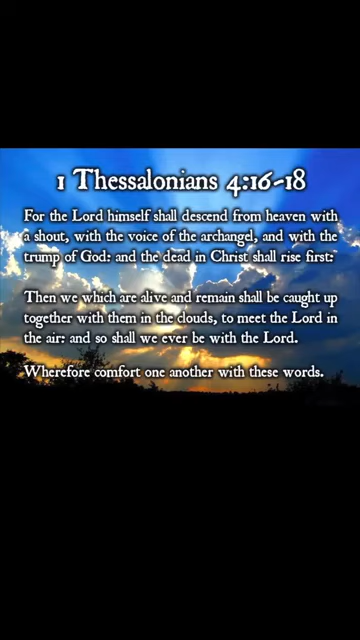 1 Thessalonians 4:16-18
For the Lord himself shall descend from heaven with
a shout, with the voice of the archangel, and with the
trump of God: and the dead in Christ shall rise first:
Then we which are alive and remain shall be caught up
together with them in the clouds, to meet the Lord in
the air: and so shall we ever be with the Lord.
Wherefore comfort one another with these words.